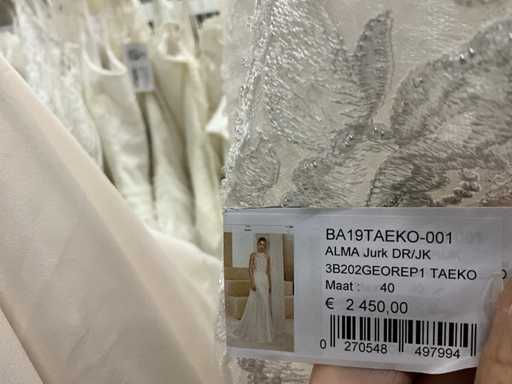 BA19TAEKO-001
ALMA Jurk DR/JK
3B202GEOREP1 TAEKO
Maat : 40
€ 2 450,00
0 270548 497994